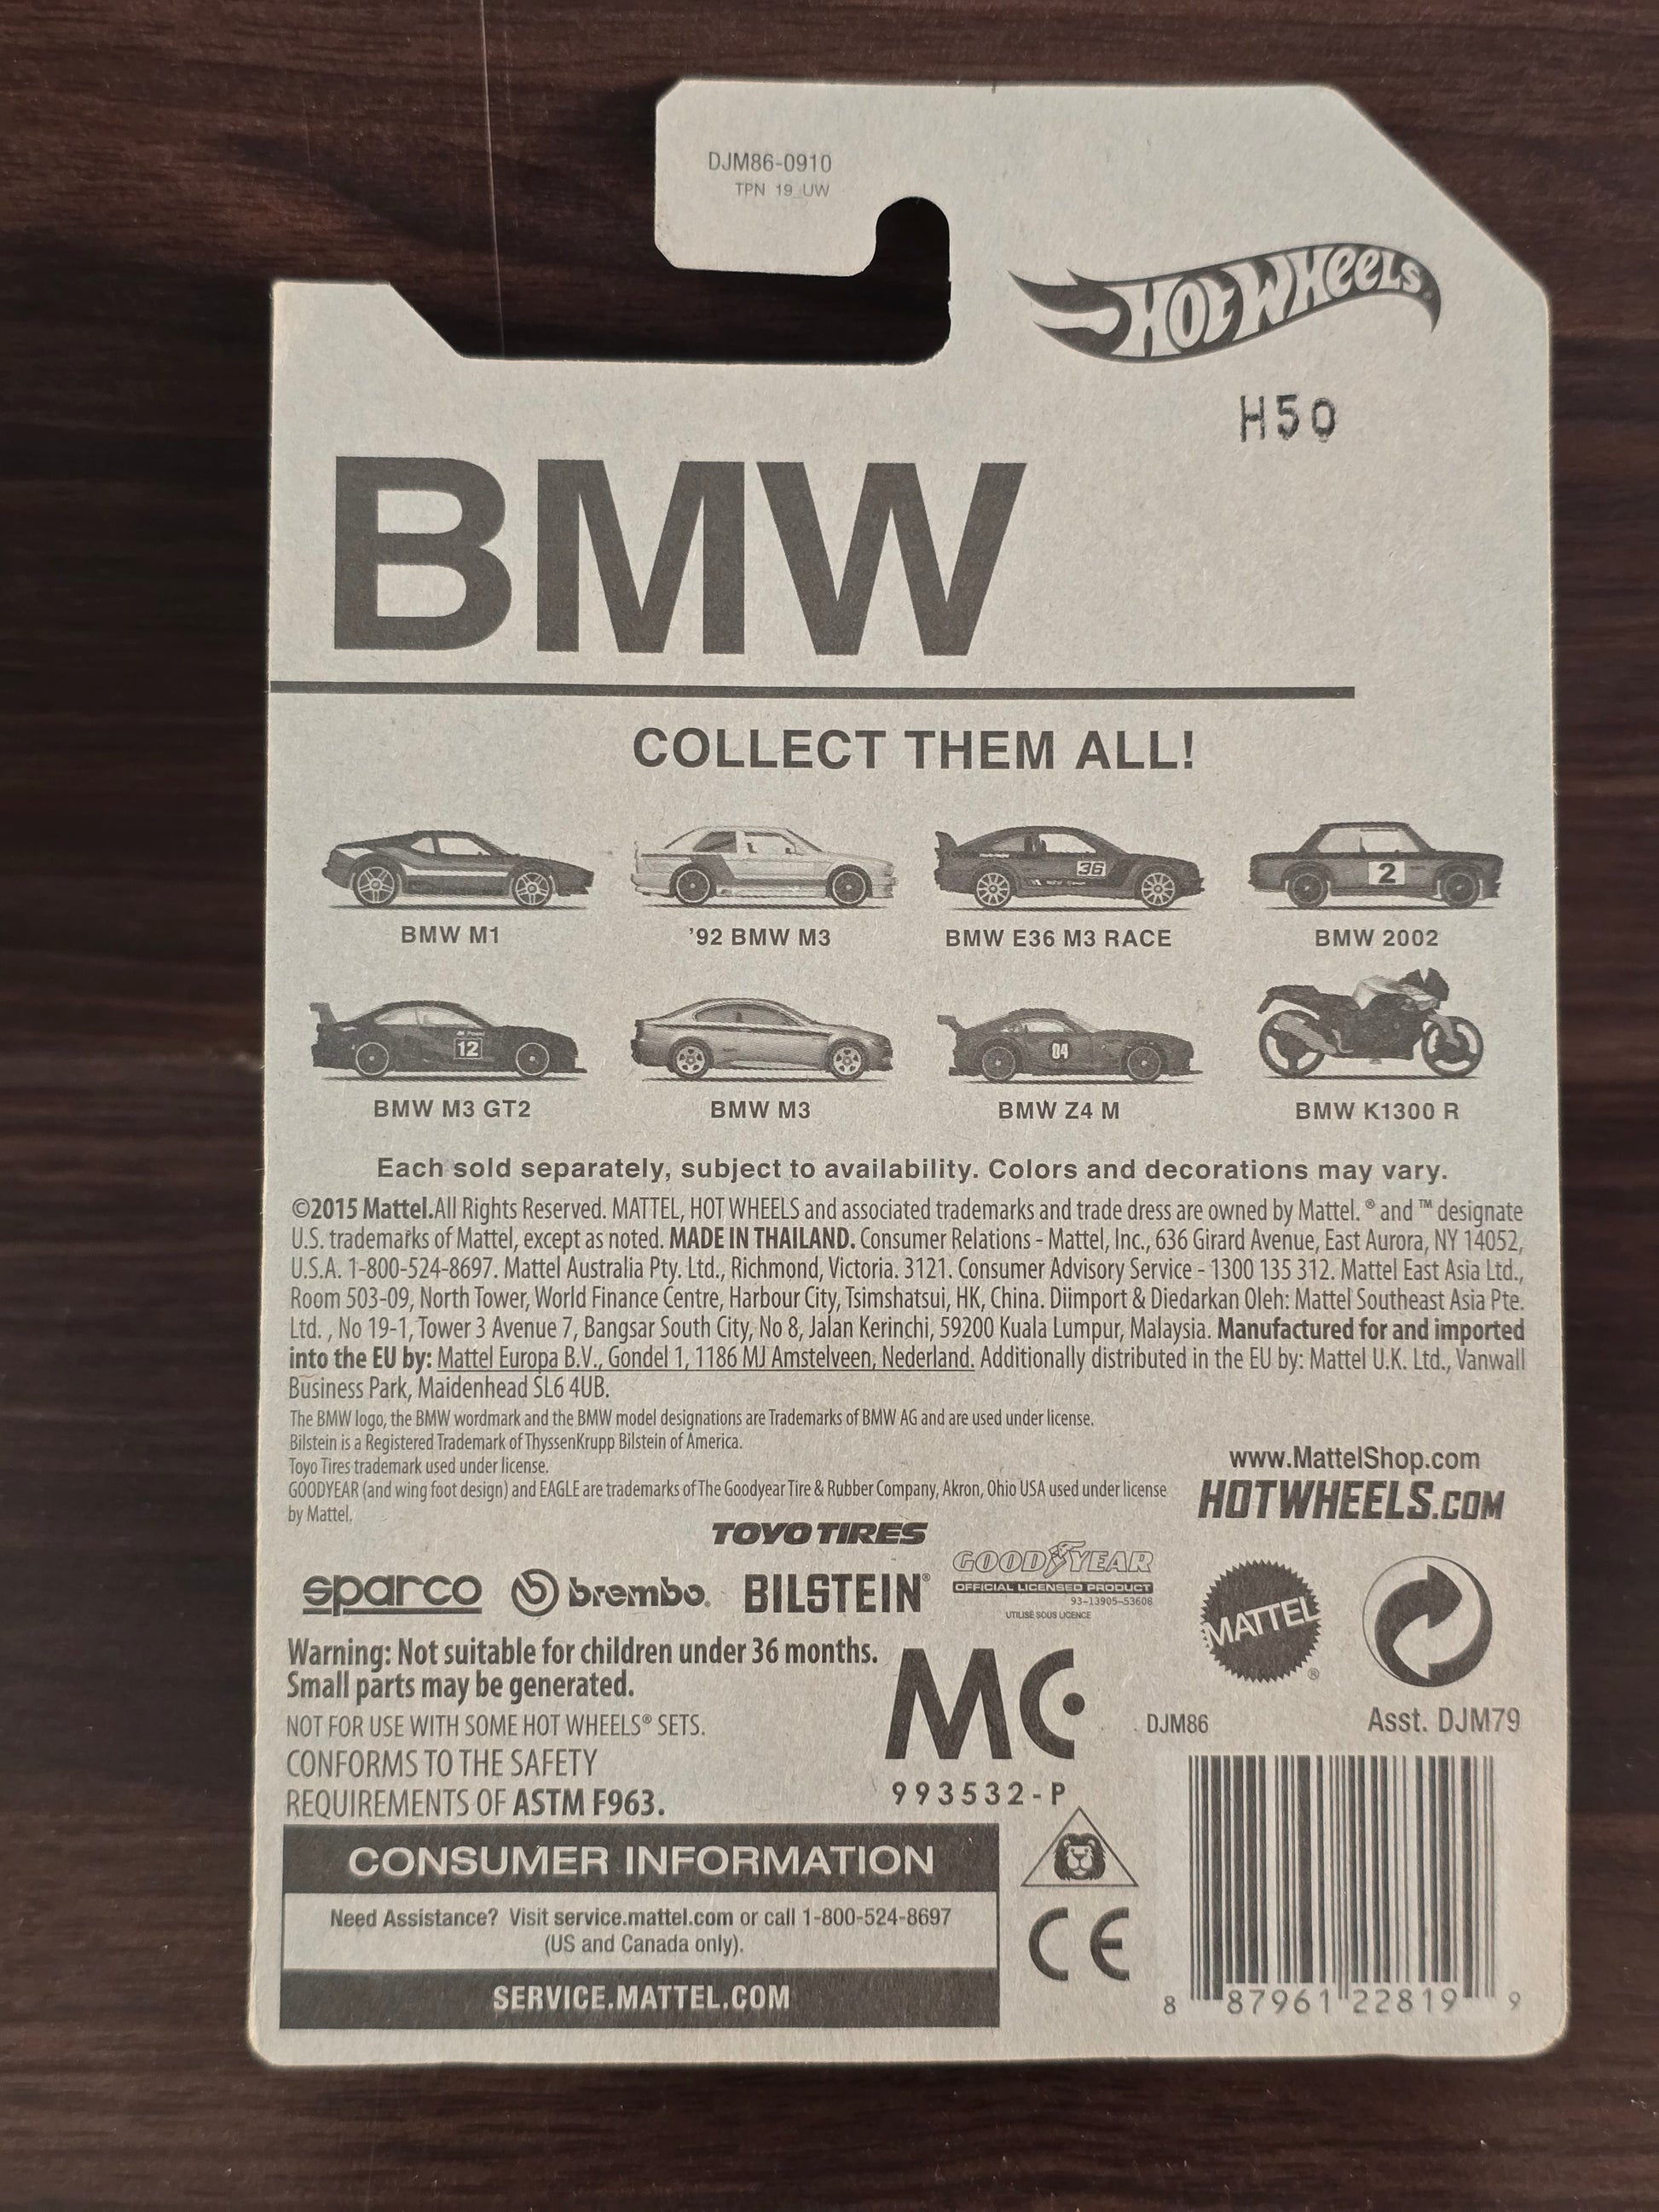 DJM86-0910
TPN 19_UW
HOT WHEELS
H50
BMW
COLLECT THEM ALL!
36
2
BMW M1
'92 BMW M3
BMW E36 M3 RACE
BMW 2002
12
04
BMW M3 GT2
BMW M3
BMW Z4 M
BMW K1300 R
Each sold separately, subject to availability. Colors and decorations may vary.
©2015 Mattel.All Rights Reserved. MATTEL, HOT WHEELS and associated trademarks and trade dress are owned by Mattel. ® and ™ designate
U.S. trademarks of Mattel, except as noted. MADE IN THAILAND. Consumer Relations - Mattel, Inc., 636 Girard Avenue, East Aurora, NY 14052,
U.S.A. 1-800-524-8697. Mattel Australia Pty. Ltd., Richmond, Victoria. 3121. Consumer Advisory Service - 1300 135 312. Mattel East Asia Ltd.,
Room 503-09, North Tower, World Finance Centre, Harbour City, Tsimshatsui, HK, China. Diimport & Diedarkan Oleh: Mattel Southeast Asia Pte.
Ltd. , No 19-1, Tower 3 Avenue 7, Bangsar South City, No 8, Jalan Kerinchi, 59200 Kuala Lumpur, Malaysia. Manufactured for and imported
into the EU by: Mattel Europa B.V., Gondel 1, 1186 MJ Amstelveen, Nederland. Additionally distributed in the EU by: Mattel U.K. Ltd., Vanwall
Business Park, Maidenhead SL6 4UB.
The BMW logo, the BMW wordmark and the BMW model designations are Trademarks of BMW AG and are used under license.
Bilstein is a Registered Trademark of ThyssenKrupp Bilstein of America.
Toyo Tires trademark used under license.
GOODYEAR (and wing foot design) and EAGLE are trademarks of The Goodyear Tire & Rubber Company, Akron, Ohio USA used under license
by Mattel.
www.MattelShop.com
HOTWHEELS.COM
TOYO TIRES
sparco
brembo®
BILSTEIN®
GOODYEAR
OFFICIAL LICENSED PRODUCT
93-13905-53608
UTILISÉ SOUS LICENCE
MATTEL®
Warning: Not suitable for children under 36 months.
Small parts may be generated.
NOT FOR USE WITH SOME HOT WHEELS® SETS.
CONFORMS TO THE SAFETY
REQUIREMENTS OF ASTM F963.
MC
993532-P
DJM86
Asst. DJM79
CONSUMER INFORMATION
Need Assistance? Visit service.mattel.com or call 1-800-524-8697
(US and Canada only).
SERVICE.MATTEL.COM
CE
8 87961 22819 9